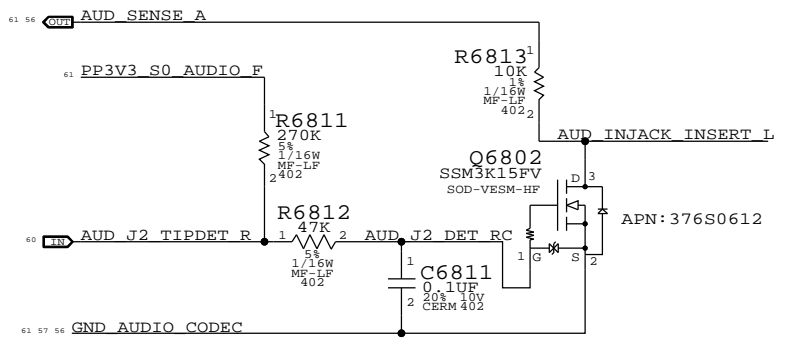 61 56 OUT AUD_SENSE_A
R6813 1
10K
1%
1/16W
MF-LF
402 2
61 PP3V3_S0_AUDIO_F
1 R6811
270K
5%
1/16W
MF-LF
2 402
AUD_INJACK_INSERT_L
Q6802
SSM3K15FV
SOD-VESM-HF
D 3
APN:376S0612
1 G S 2
R6812
47K
60 IN AUD_J2_TIPDET_R 1 2 AUD_J2_DET_RC
5%
1/16W
MF-LF
402
1 C6811
0.1UF
2 20% 10V
CERM 402
61 57 56 GND_AUDIO_CODEC